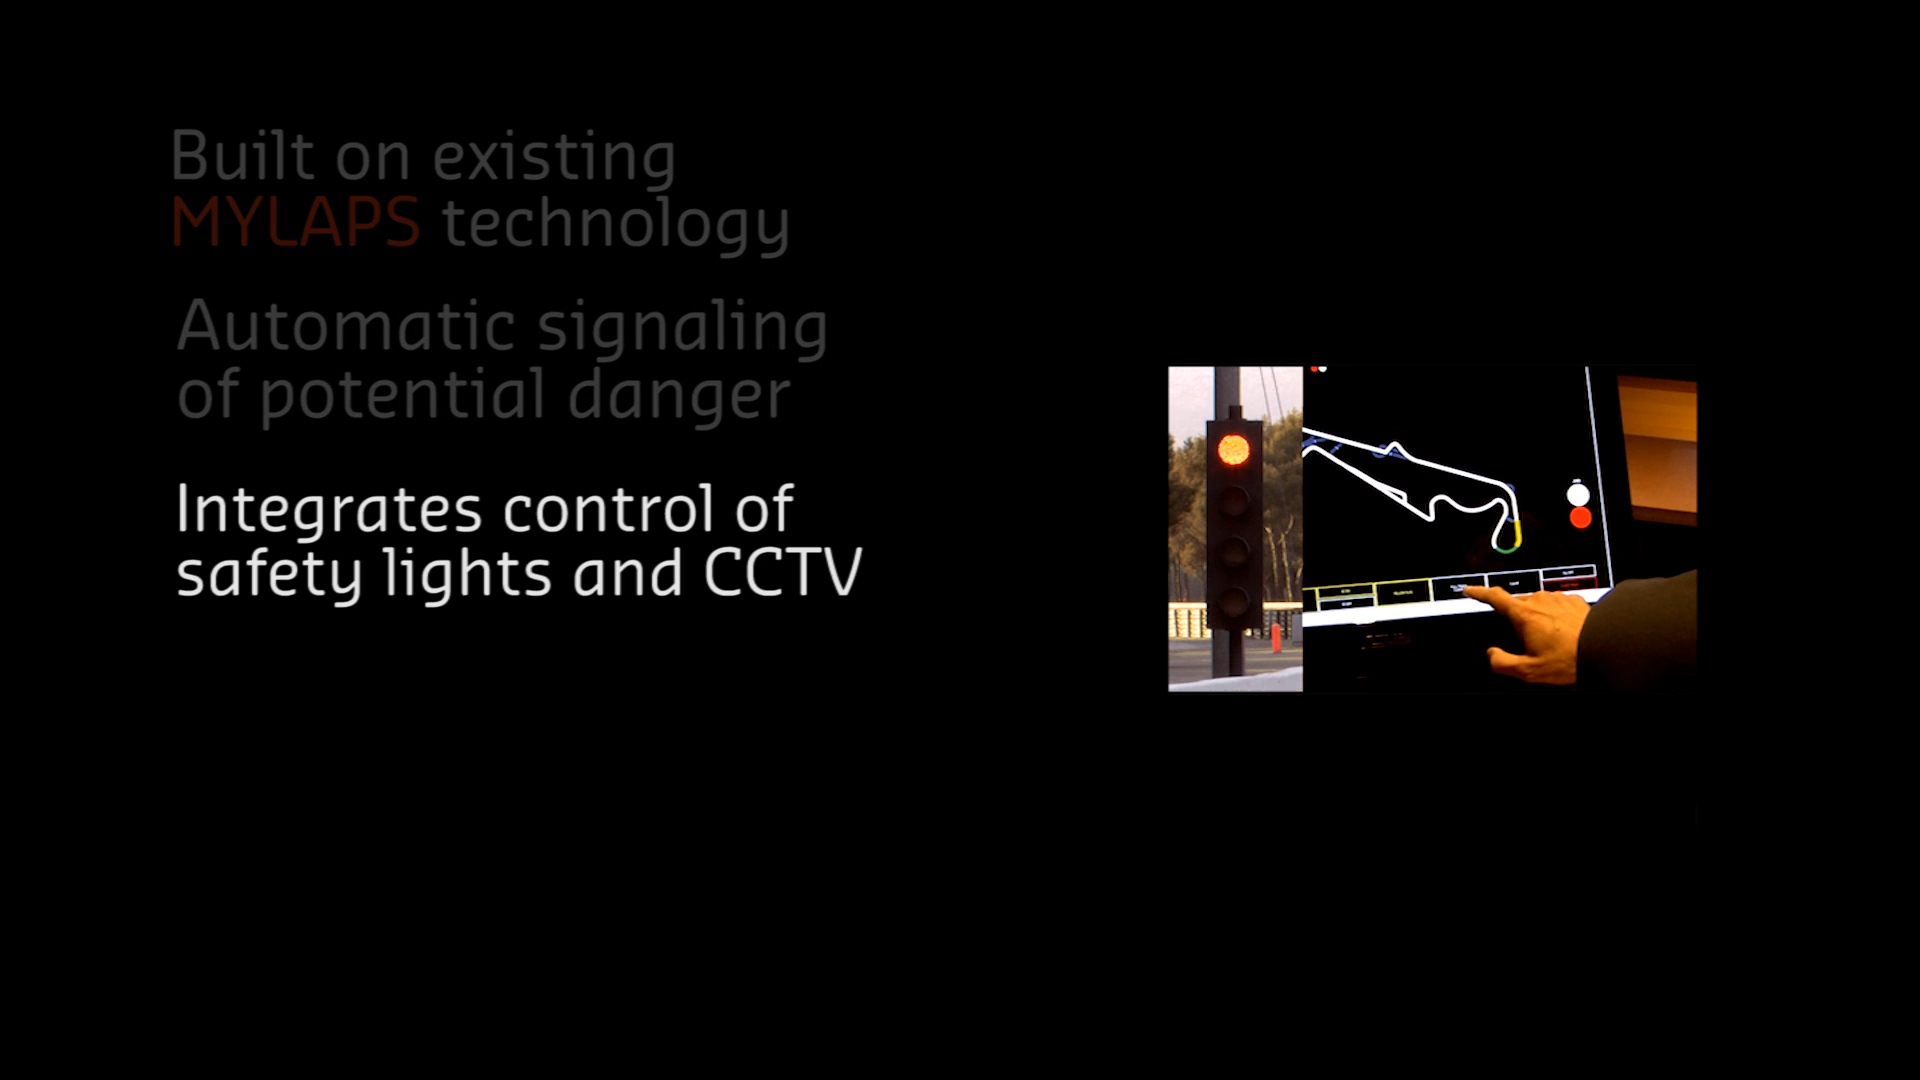 Built on existing
MYLAPS technology
Automatic signaling
of potential danger
Integrates control of
safety lights and CCTV